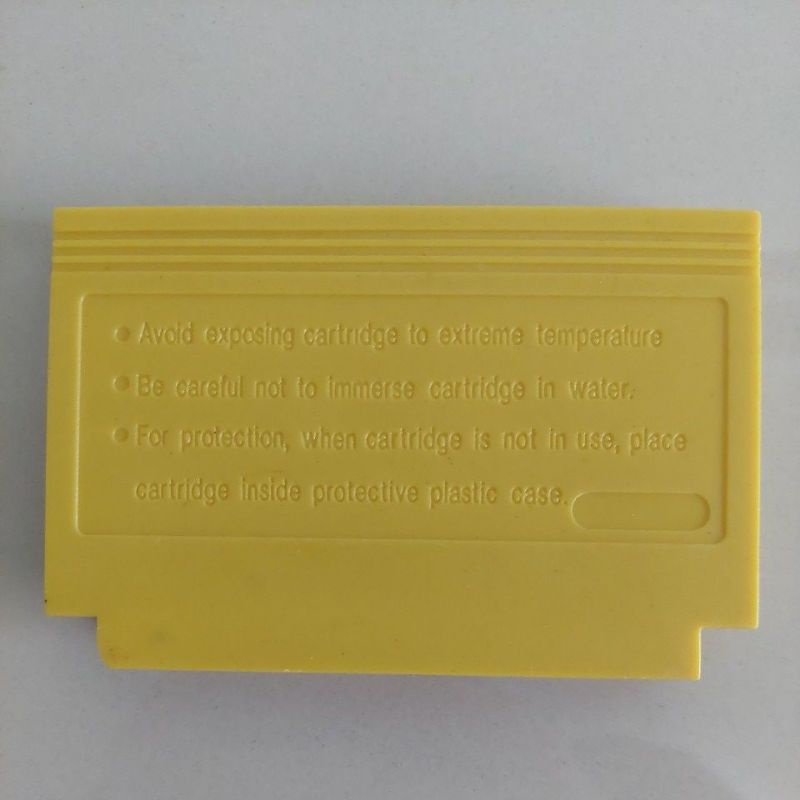 • Avoid exposing cartridge to extreme temperature
• Be careful not to immerse cartridge in water.
• For protection, when cartridge is not in use, place
cartridge inside protective plastic case.